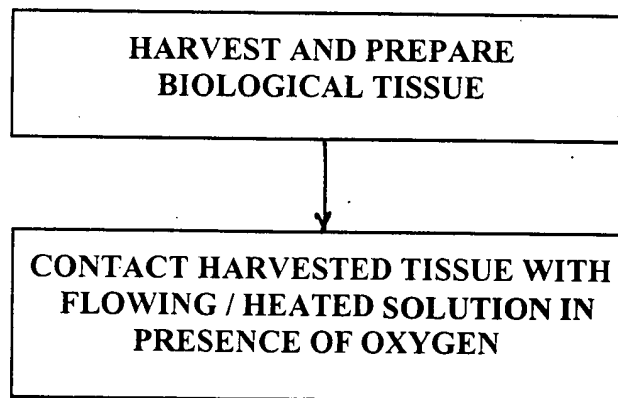 HARVEST AND PREPARE
BIOLOGICAL TISSUE
CONTACT HARVESTED TISSUE WITH
FLOWING / HEATED SOLUTION IN
PRESENCE OF OXYGEN